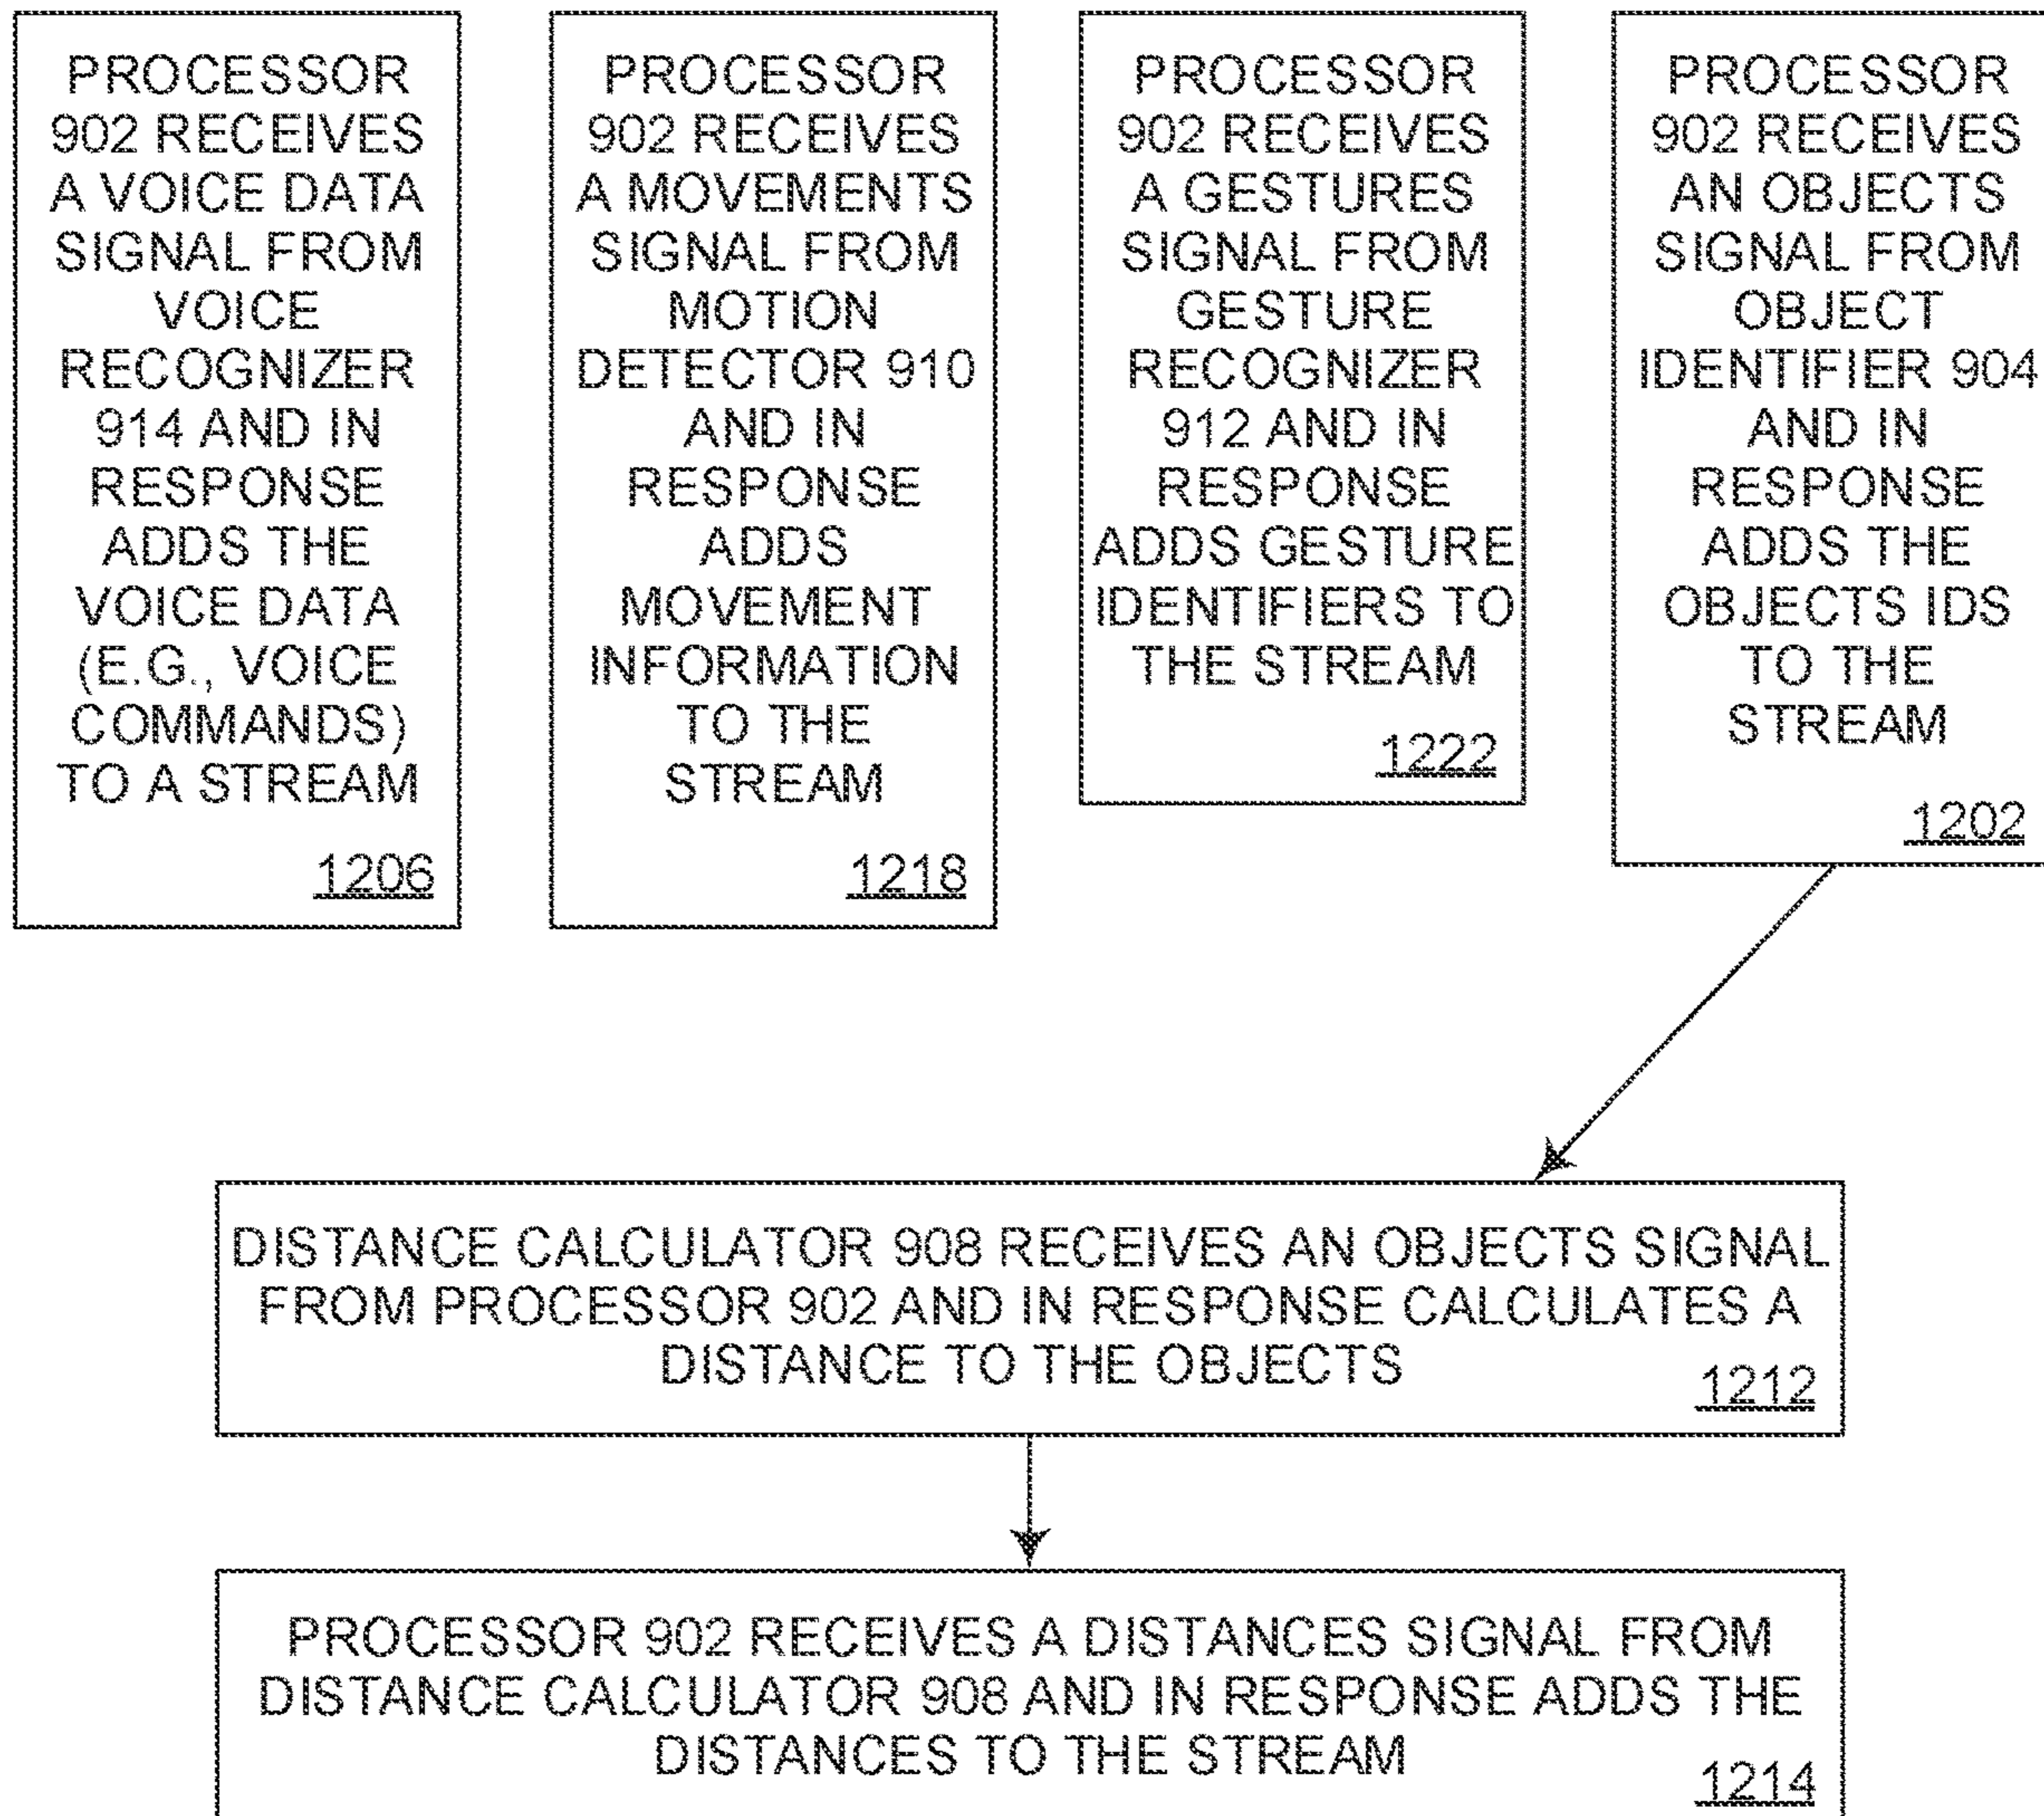 PROCESSOR
902 RECEIVES
A VOICE DATA
SIGNAL FROM
VOICE
RECOGNIZER
914 AND IN
RESPONSE
ADDS THE
VOICE DATA
(E.G., VOICE
COMMANDS)
TO A STREAM
1206
PROCESSOR
902 RECEIVES
A MOVEMENTS
SIGNAL FROM
MOTION
DETECTOR 910
AND IN
RESPONSE
ADDS
MOVEMENT
INFORMATION
TO THE
STREAM
1218
PROCESSOR
902 RECEIVES
A GESTURES
SIGNAL FROM
GESTURE
RECOGNIZER
912 AND IN
RESPONSE
ADDS GESTURE
IDENTIFIERS TO
THE STREAM
1222
PROCESSOR
902 RECEIVES
AN OBJECTS
SIGNAL FROM
OBJECT
IDENTIFIER 904
AND IN
RESPONSE
ADDS THE
OBJECTS IDS
TO THE
STREAM
1202
DISTANCE CALCULATOR 908 RECEIVES AN OBJECTS SIGNAL
FROM PROCESSOR 902 AND IN RESPONSE CALCULATES A
DISTANCE TO THE OBJECTS
1212
PROCESSOR 902 RECEIVES A DISTANCES SIGNAL FROM
DISTANCE CALCULATOR 908 AND IN RESPONSE ADDS THE
DISTANCES TO THE STREAM
1214